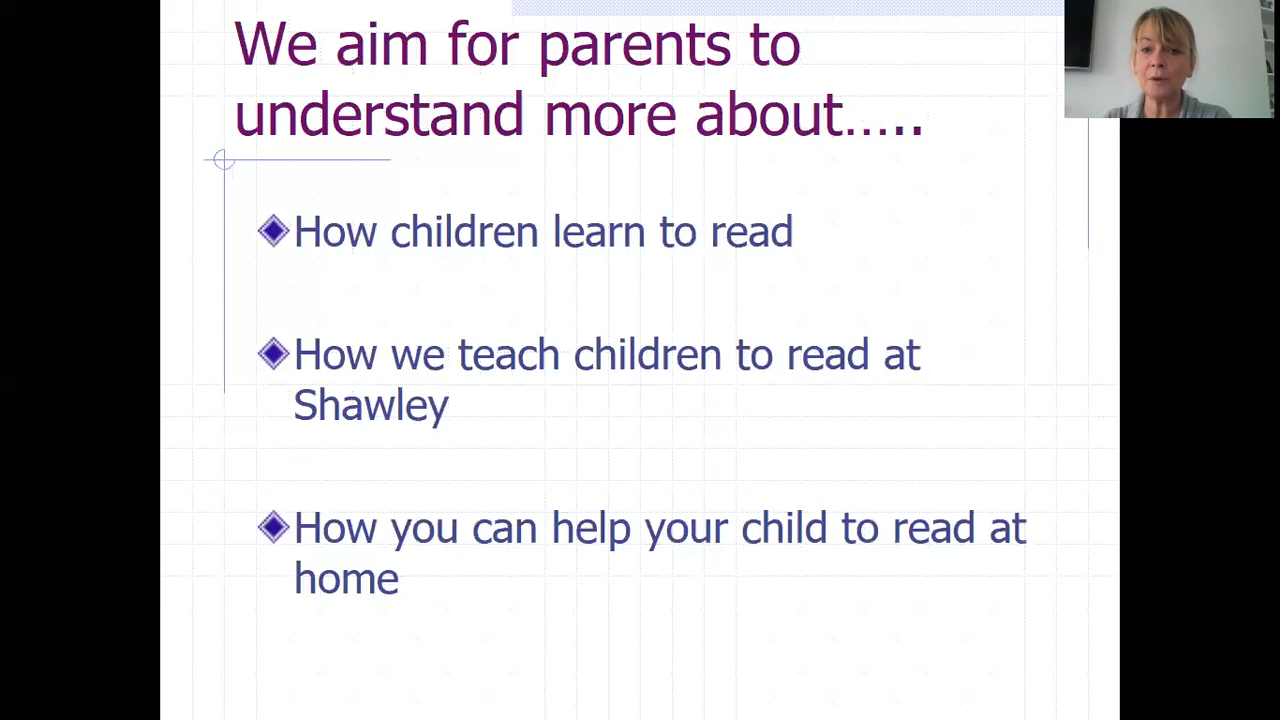 We aim for parents to
understand more about.....
How children learn to read
How we teach children to read at
Shawley
How you can help your child to read at
home